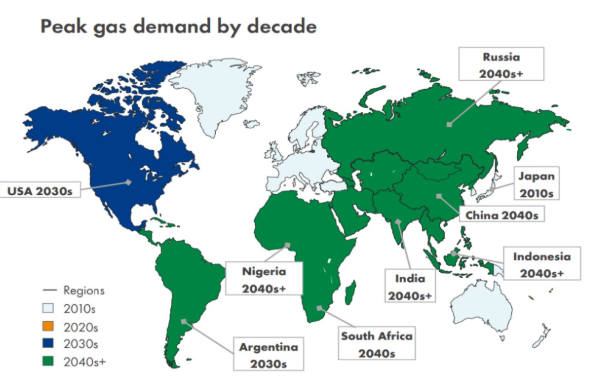 Peak gas demand by decade
Russia
2040s+
Japan
2010s
USA 2030s
China 2040s
Indonesia
2040s+
Nigeria
2040s+
India
2040s+
South Africa
2040s
Argentina
2030s
Regions
2010s
2020s
2030s
2040s+